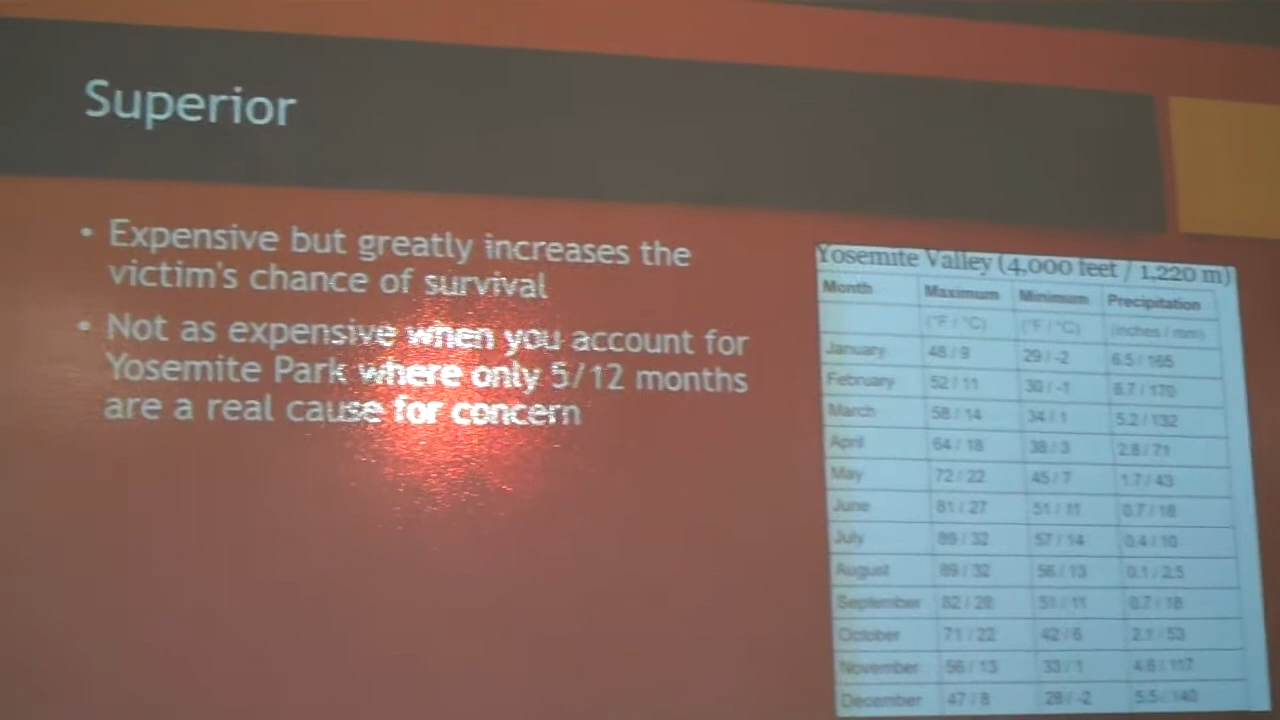 Superior
• Expensive but greatly increases the
victim's chance of survival
• Not as expensive when you account for
Yosemite Park where only 5/12 months
are a real cause for concern
Yosemite Valley (4,000 feet / 1,220 m)
Month Maximum Minimum Precipitation
(°F / °C) (°F / °C) (inches / mm)
January 48 / 9 29 / -2 6.5 / 165
February 52 / 11 30 / -1 6.7 / 170
March 58 / 14 34 / 1 5.2 / 132
April 64 / 18 38 / 3 2.8 / 71
May 72 / 22 45 / 7 1.7 / 43
June 81 / 27 51 / 11 0.7 / 18
July 89 / 32 57 / 14 0.4 / 10
August 89 / 32 56 / 13 0.1 / 2.5
September 82 / 28 51 / 11 0.7 / 18
October 71 / 22 42 / 6 2.1 / 53
November 56 / 13 33 / 1 4.6 / 117
December 47 / 8 28 / -2 5.5 / 140